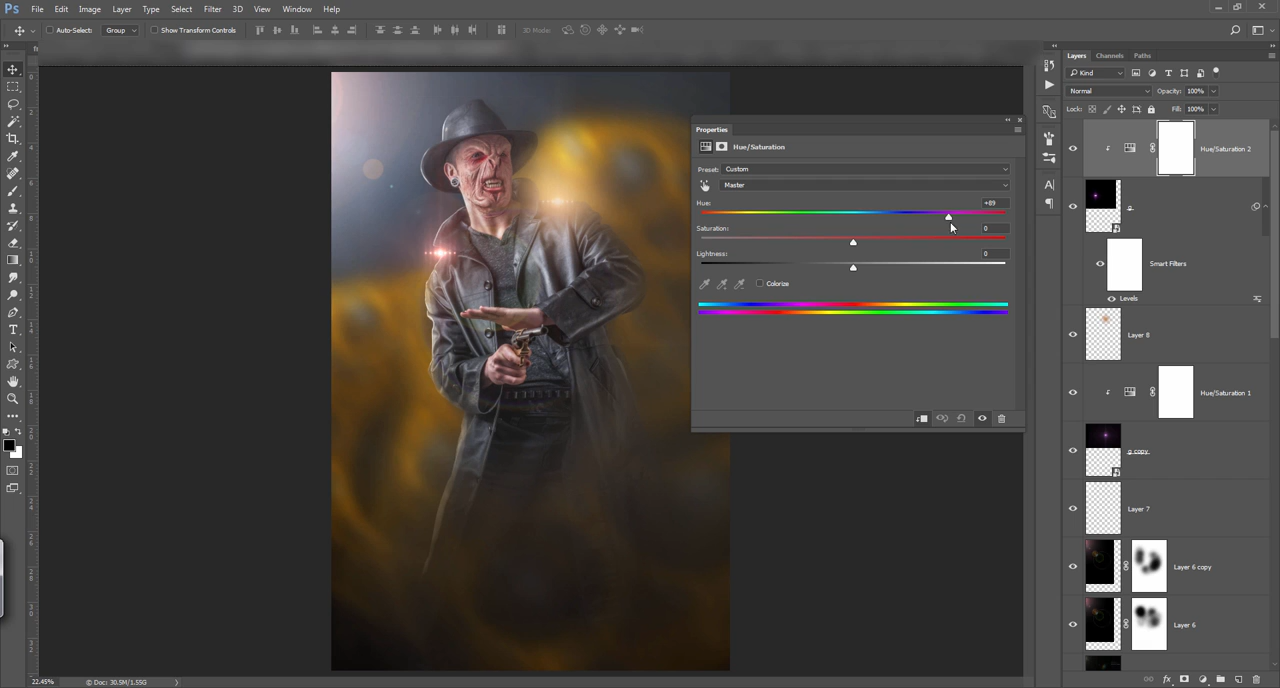 Ps File Edit Image Layer Type Select Filter 3D View Window Help
Auto-Select: Group Show Transform Controls 3D Mode:
Layers Channels Paths
Kind
Normal Opacity: 100%
Lock: Fill: 100%
Hue/Saturation 2
g
Smart Filters
Levels
Layer 8
Hue/Saturation 1
g copy
Layer 7
Layer 6 copy
Layer 6
Properties
Hue/Saturation
Preset: Custom
Master
Hue: +89
Saturation: 0
Lightness: 0
Colorize
22.45% Doc: 30.5M/1.55G